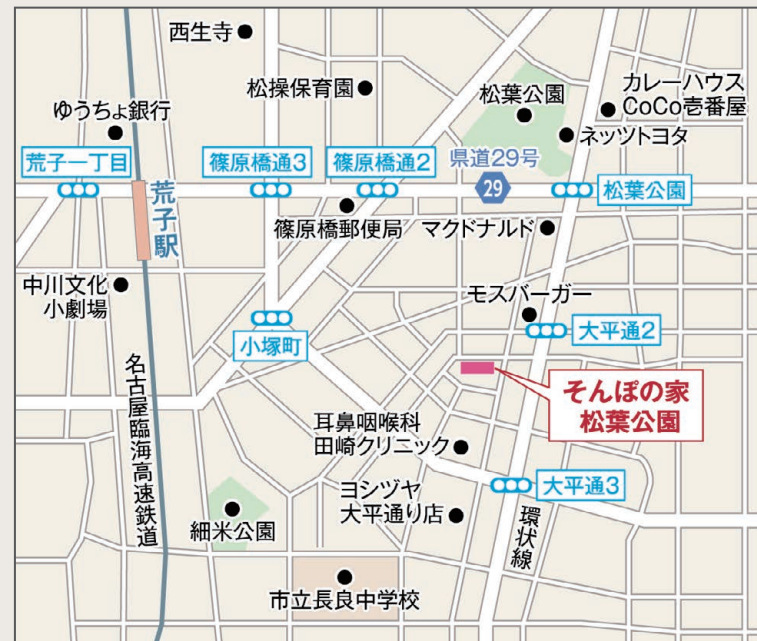 西生寺
松操保育園
ゆうちょ銀行
松葉公園
カレーハウス
CoCo壱番屋
ネッツトヨタ
荒子一丁目
篠原橋通3
篠原橋通2
県道29号
29
松葉公園
荒子駅
篠原橋郵便局
マクドナルド
中川文化
小劇場
モスバーガー
小塚町
大平通2
名古屋臨海高速鉄道
そんぽの家
松葉公園
耳鼻咽喉科
田崎クリニック
ヨシヅヤ
大平通り店
大平通3
環状線
細米公園
市立長良中学校